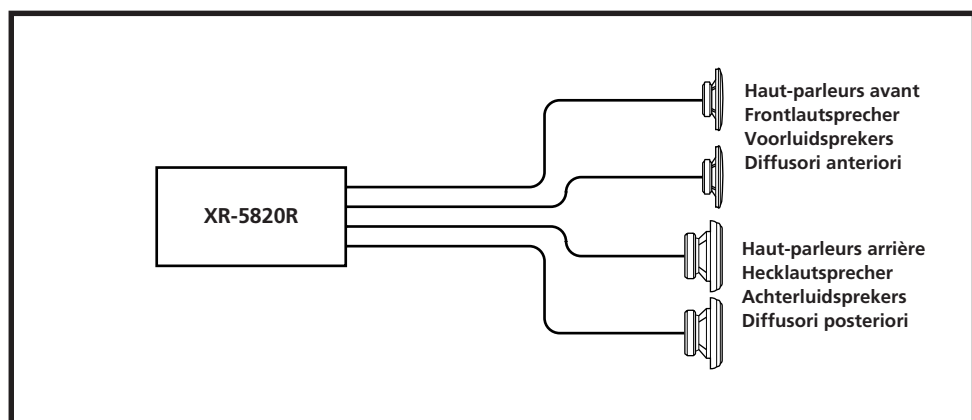 XR-5820R
Haut-parleurs avant
Frontlautsprecher
Voorluidsprekers
Diffusori anteriori
Haut-parleurs arrière
Hecklautsprecher
Achterluidsprekers
Diffusori posteriori